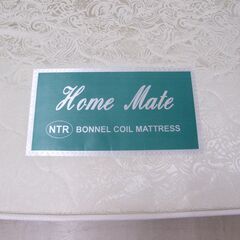 Home Mate
NTR BONNEL COIL MATTRESS